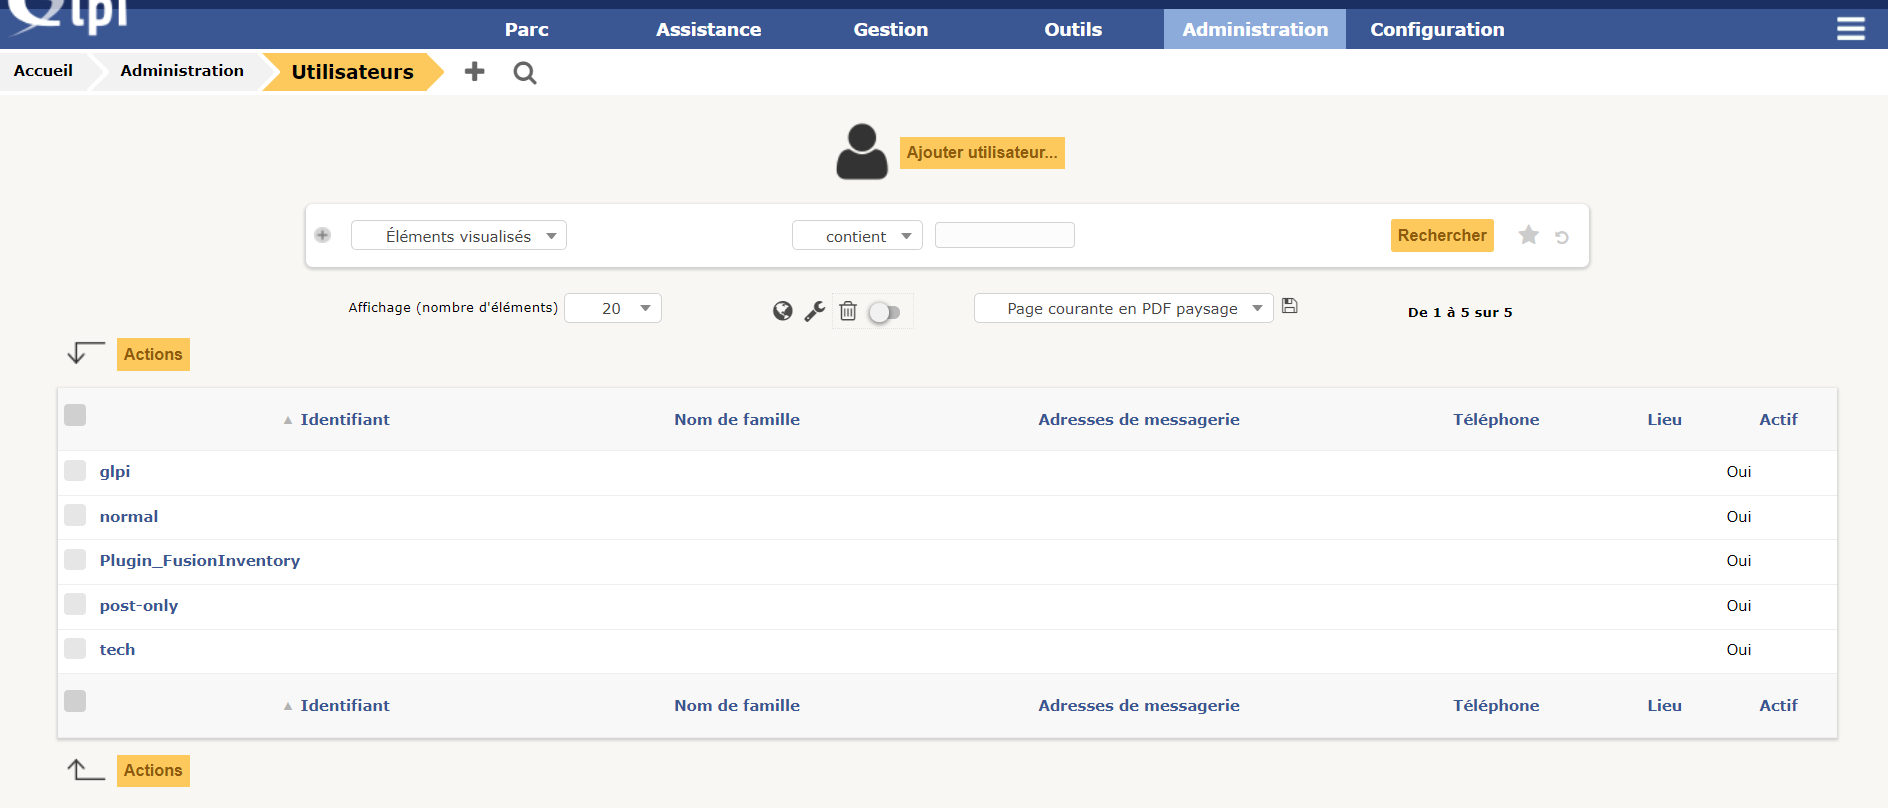 Glpi
Parc Assistance Gestion Outils Administration Configuration
Accueil Administration Utilisateurs
Ajouter utilisateur...
Éléments visualisés contient Rechercher
Affichage (nombre d'éléments) 20 Page courante en PDF paysage De 1 à 5 sur 5
Actions
Identifiant Nom de famille Adresses de messagerie Téléphone Lieu Actif
glpi Oui
normal Oui
Plugin_FusionInventory Oui
post-only Oui
tech Oui
Identifiant Nom de famille Adresses de messagerie Téléphone Lieu Actif
Actions